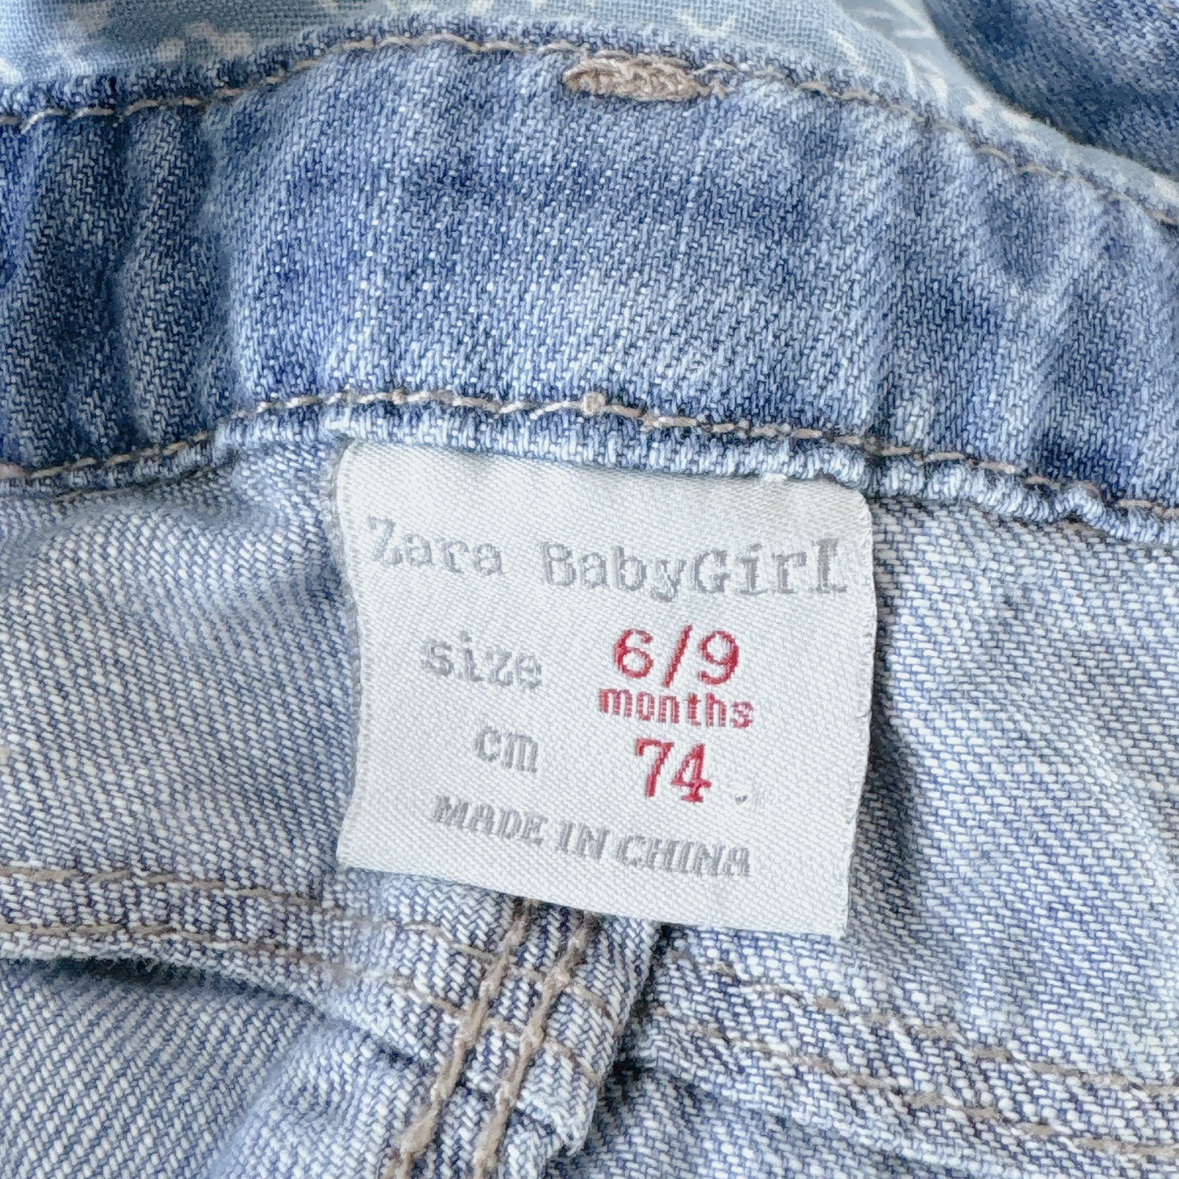 Zara BabyGirl
size 6/9
months
cm 74
MADE IN CHINA